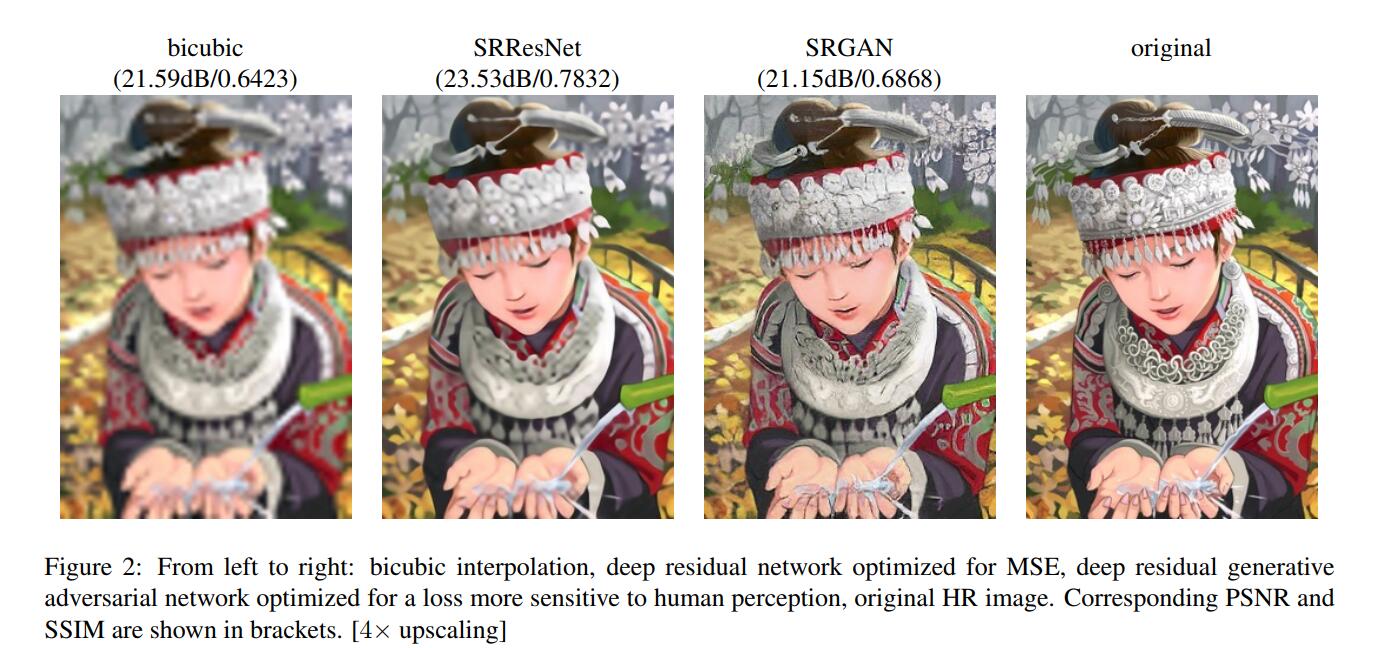 bicubic
(21.59dB/0.6423)
SRResNet
(23.53dB/0.7832)
SRGAN
(21.15dB/0.6868)
original
Figure 2: From left to right: bicubic interpolation, deep residual network optimized for MSE, deep residual generative
adversarial network optimized for a loss more sensitive to human perception, original HR image. Corresponding PSNR and
SSIM are shown in brackets. [4× upscaling]